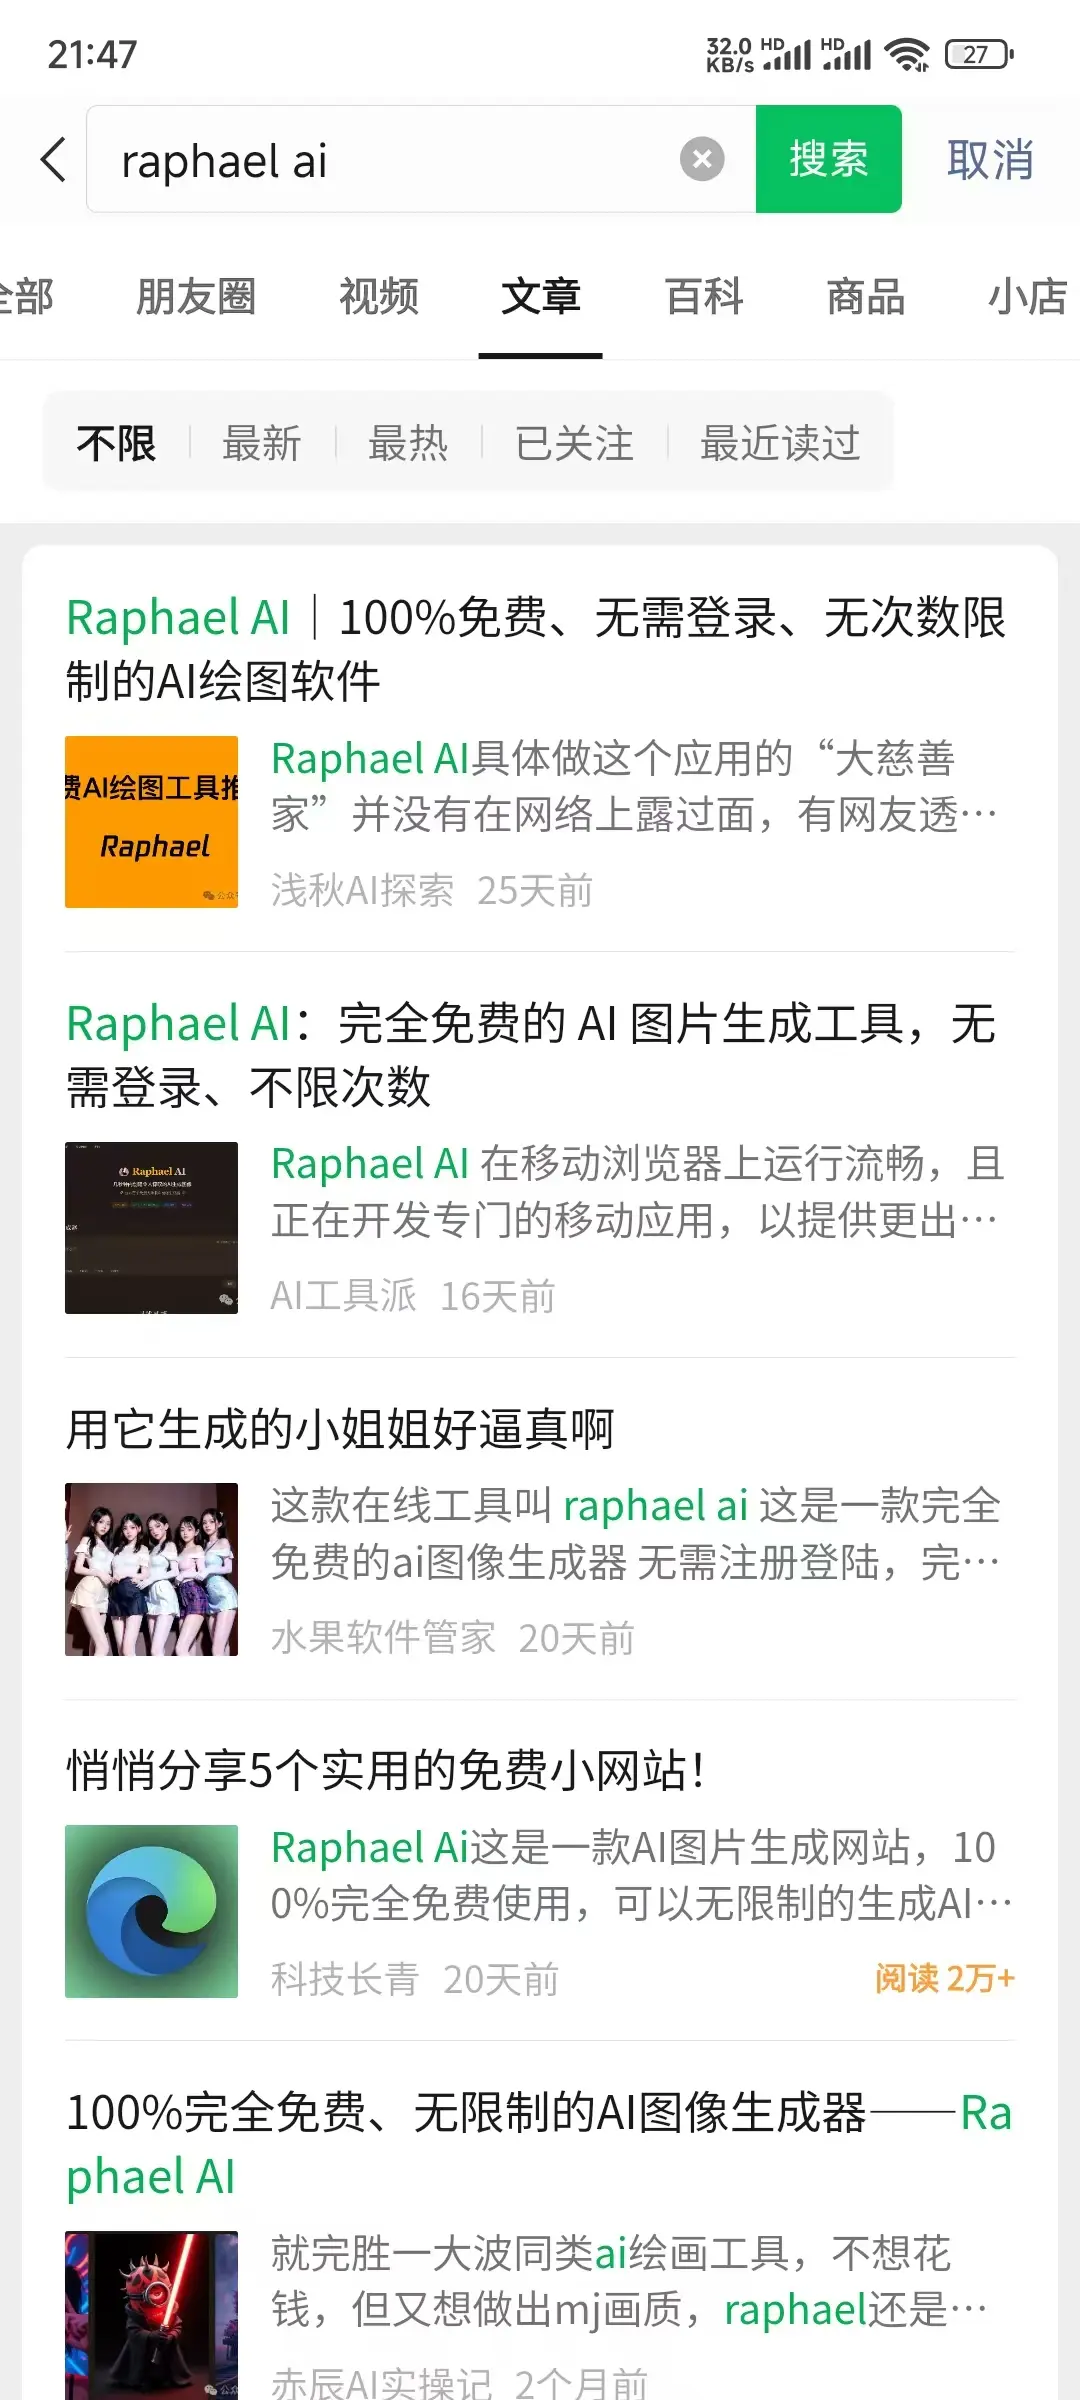 21:47
32.0 KB/s HD HD 27
raphael ai
搜索
取消
全部 朋友圈 视频 文章 百科 商品 小店
不限 最新 最热 已关注 最近读过
Raphael AI｜100%免费、无需登录、无次数限
制的AI绘图软件
费AI绘图工具推
Raphael
Raphael AI具体做这个应用的“大慈善
家”并没有在网络上露过面，有网友透…
浅秋AI探索 25天前
Raphael AI：完全免费的 AI 图片生成工具，无
需登录、不限次数
Raphael AI
Raphael AI 在移动浏览器上运行流畅，且
正在开发专门的移动应用，以提供更出…
AI工具派 16天前
用它生成的小姐姐好逼真啊
这款在线工具叫 raphael ai 这是一款完全
免费的ai图像生成器 无需注册登陆，完…
水果软件管家 20天前
悄悄分享5个实用的免费小网站！
Raphael Ai这是一款AI图片生成网站，10
0%完全免费使用，可以无限制的生成AI…
科技长青 20天前 阅读 2万+
100%完全免费、无限制的AI图像生成器——Ra
phael AI
就完胜一大波同类ai绘画工具，不想花
钱，但又想做出mj画质，raphael还是…
赤辰AI实操记 2个月前